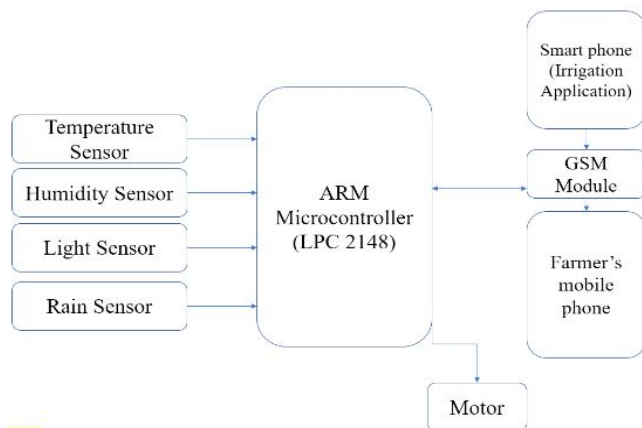 Temperature
Sensor
Humidity Sensor
Light Sensor
Rain Sensor
ARM
Microcontroller
(LPC 2148)
Smart phone
(Irrigation
Application)
GSM
Module
Farmer’s
mobile
phone
Motor